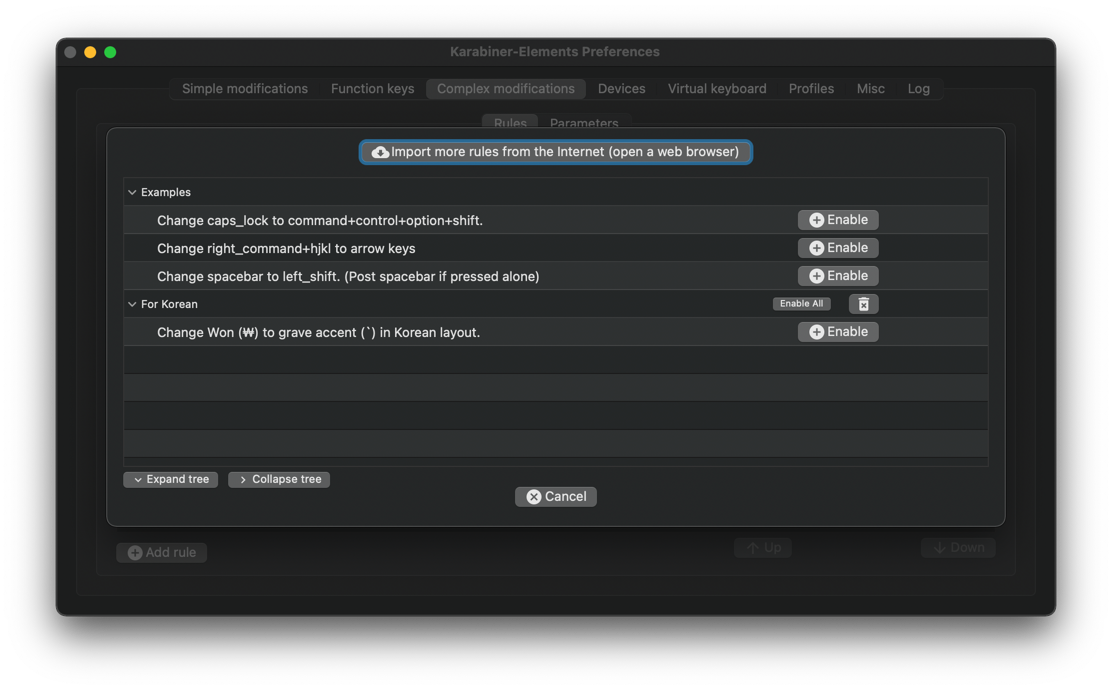 Karabiner-Elements Preferences
Simple modifications Function keys Complex modifications Devices Virtual keyboard Profiles Misc Log
Rules Parameters
Import more rules from the Internet (open a web browser)
Examples
Change caps_lock to command+control+option+shift. Enable
Change right_command+hjkl to arrow keys Enable
Change spacebar to left_shift. (Post spacebar if pressed alone) Enable
For Korean Enable All
Change Won (₩) to grave accent (`) in Korean layout. Enable
Expand tree Collapse tree
Cancel
Add rule Up Down